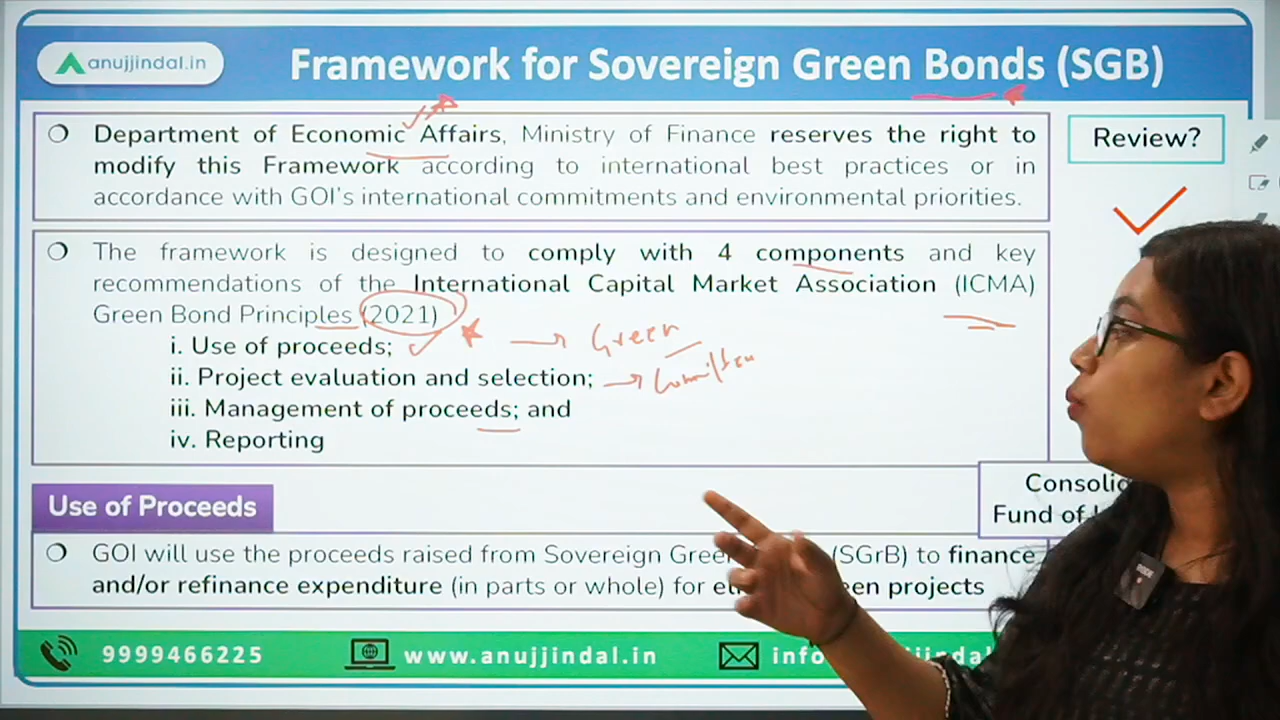 anujjindal.in
Framework for Sovereign Green Bonds (SGB)
Department of Economic Affairs, Ministry of Finance reserves the right to
modify this Framework according to international best practices or in
accordance with GOI's international commitments and environmental priorities.
Review?
The framework is designed to comply with 4 components and key
recommendations of the International Capital Market Association (ICMA)
Green Bond Principles (2021)
i. Use of proceeds;
Green
ii. Project evaluation and selection;
iii. Management of proceeds; and
iv. Reporting
Fund of
Use of Proceeds
GOI will use the proceeds raised from Sovereign (SGrB) to finance
and/or refinance expenditure (in parts or whole) for projects
9999466225
www.anujjindal.in